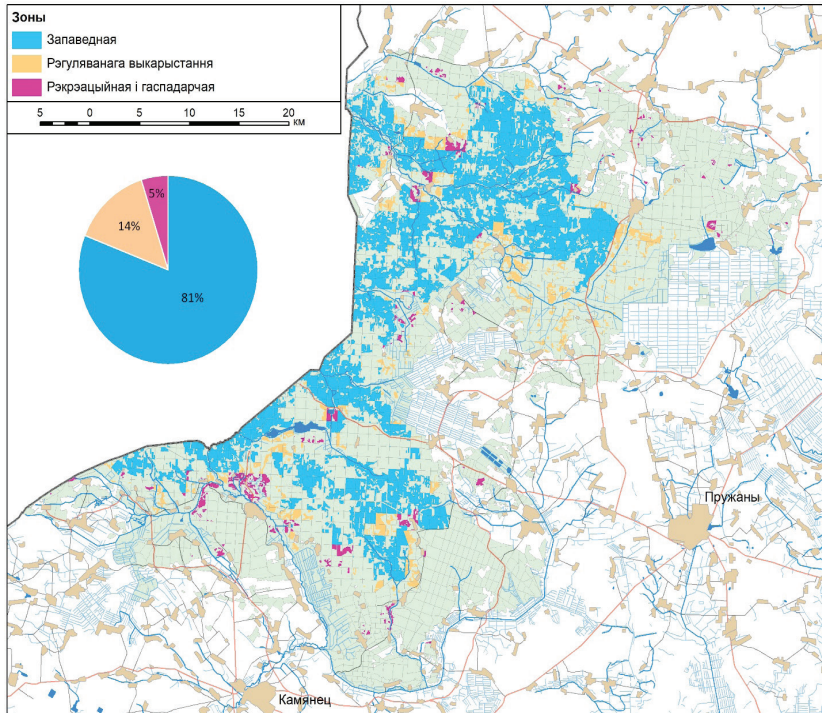 Зоны
Запаведная
Рэгуляванага выкарыстання
Рэкрэацыйная і гаспадарчая
5 0 5 10 15 20
км
5%
14%
81%
Пружаны
Камянец